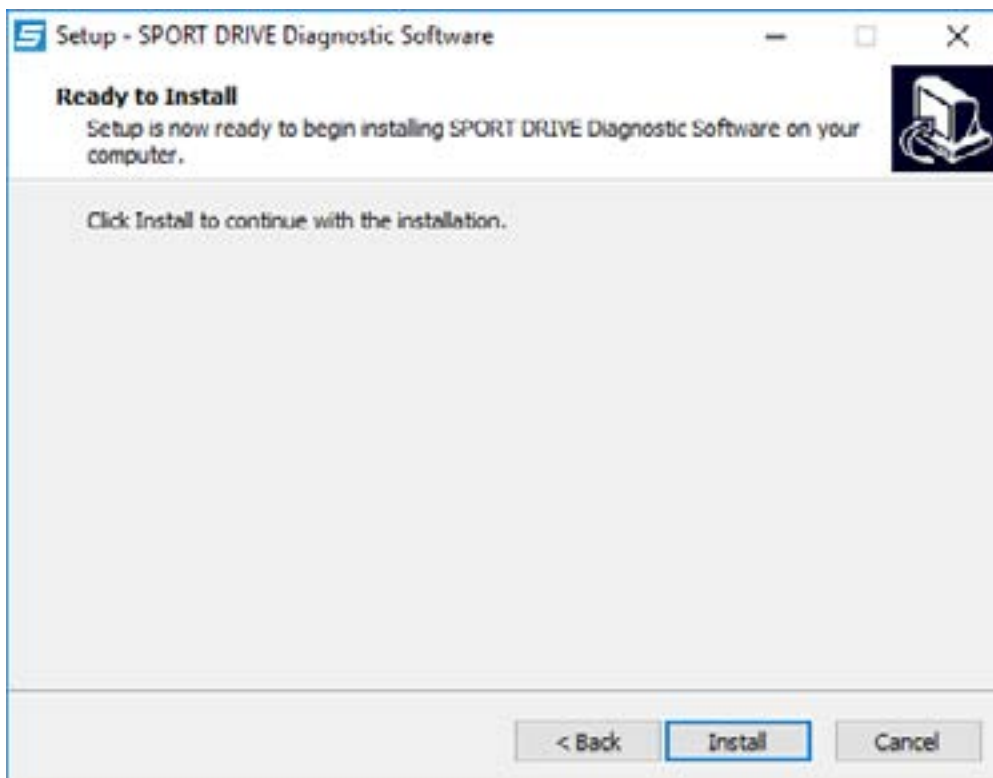 Setup - SPORT DRIVE Diagnostic Software
Ready to Install
Setup is now ready to begin installing SPORT DRIVE Diagnostic Software on your
computer.
Click Install to continue with the installation.
< Back
Install
Cancel